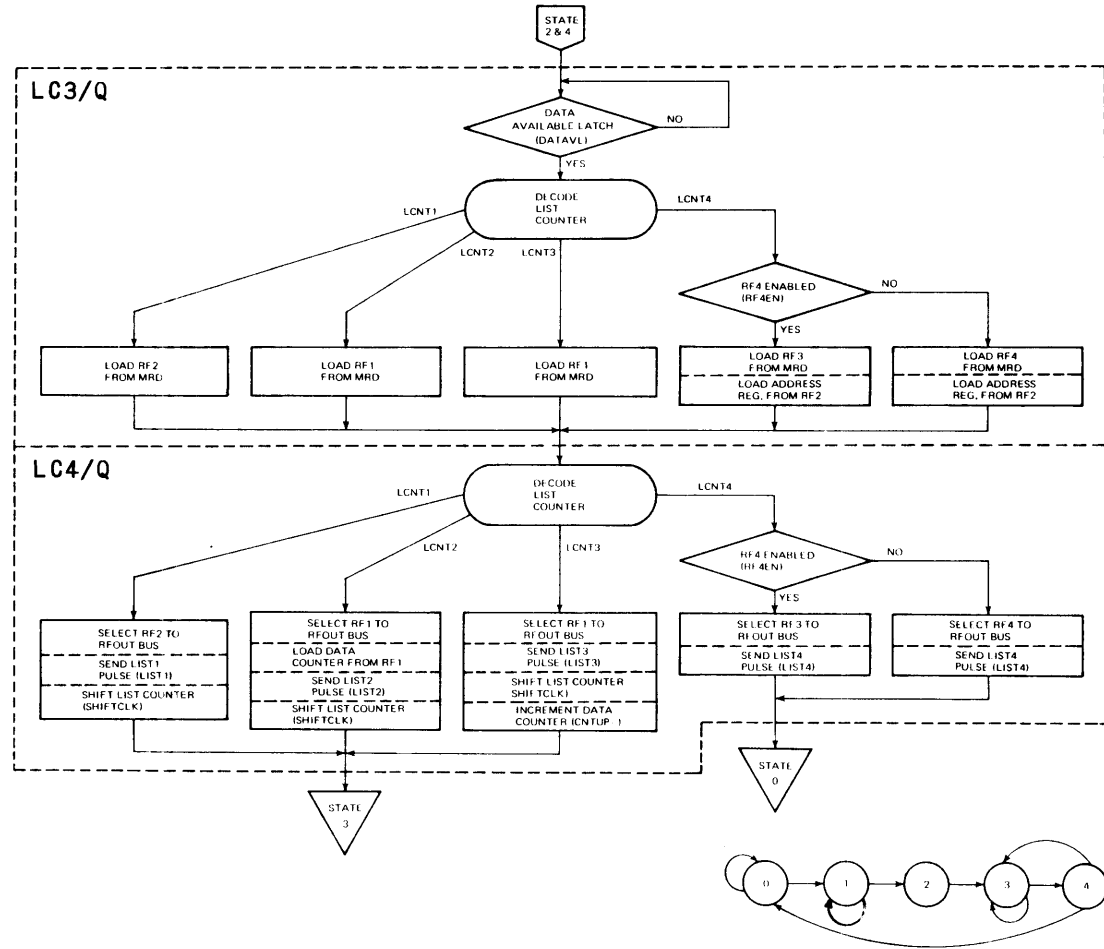 STATE
2 & 4
LC3/Q
DATA
AVAILABLE LATCH
(DATAVL)
NO
YES
DECODE
LIST
COUNTER
LCNT1
LCNT2
LCNT3
LCNT4
RF4 ENABLED
(RF4EN)
NO
YES
LOAD RF2
FROM MRD
LOAD RF1
FROM MRD
LOAD RF1
FROM MRD
LOAD RF3
FROM MRD
LOAD ADDRESS
REG, FROM RF2
LOAD RF4
FROM MRD
LOAD ADDRESS
REG, FROM RF2
LC4/Q
DECODE
LIST
COUNTER
LCNT1
LCNT2
LCNT3
LCNT4
RF4 ENABLED
(RF4EN)
NO
YES
SELECT RF2 TO
RFOUT BUS
SEND LIST1
PULSE (LIST1)
SHIFT LIST COUNTER
(SHIFTCLK)
SELECT RF1 TO
RFOUT BUS
LOAD DATA
COUNTER FROM RF1
SEND LIST2
PULSE (LIST2)
SHIFT LIST COUNTER
(SHIFTCLK)
SELECT RF1 TO
RFOUT BUS
SEND LIST3
PULSE (LIST3)
SHIFT LIST COUNTER
SHIFTCLK)
INCREMENT DATA
COUNTER (CNTUP-)
SELECT RF3 TO
RFOUT BUS
SEND LIST4
PULSE (LIST4)
SELECT RF4 TO
RFOUT BUS
SEND LIST4
PULSE (LIST4)
STATE
3
STATE
0
0 1 2 3 4